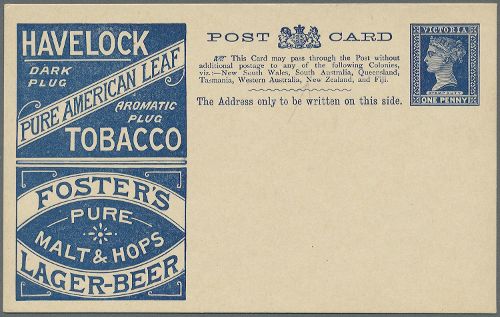 HAVELOCK
DARK
PLUG
PURE AMERICAN LEAF
AROMATIC
PLUG
TOBACCO
FOSTER'S
PURE
MALT & HOPS
LAGER-BEER
POST CARD
☞ This Card may pass through the Post without
additional postage to any of the following Colonies,
viz.:—New South Wales, South Australia, Queensland,
Tasmania, Western Australia, New Zealand, and Fiji.
The Address only to be written on this side.
VICTORIA
ONE PENNY